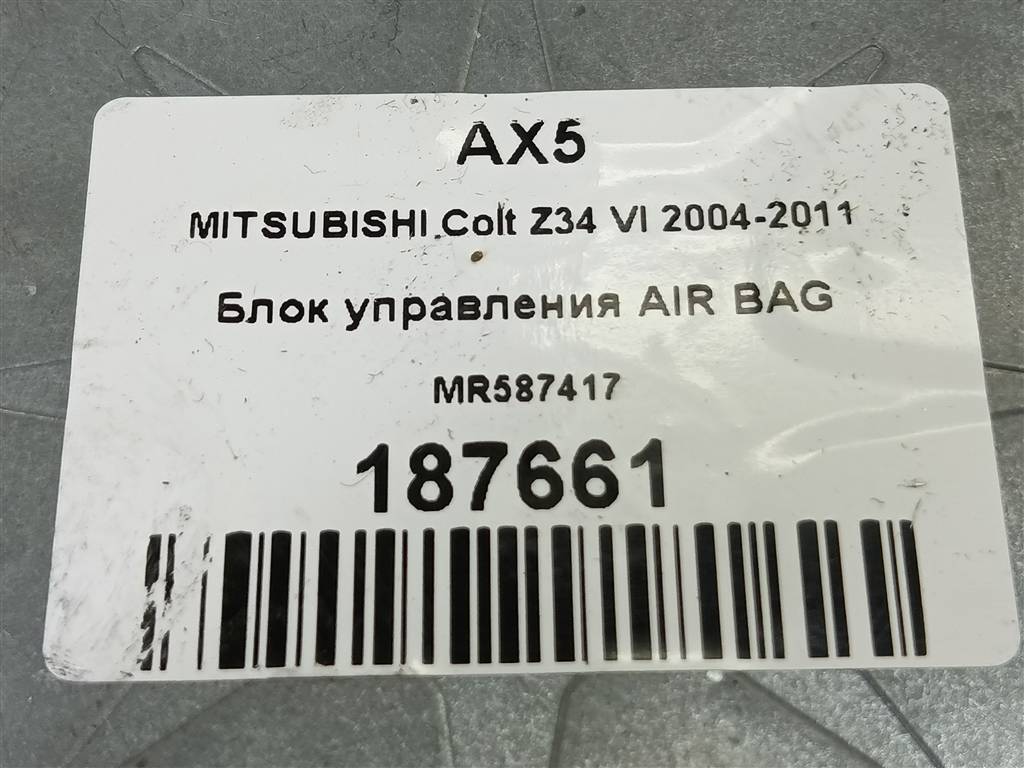 AX5
MITSUBISHI Colt Z34 VI 2004-2011
Блок управления AIR BAG
MR587417
187661